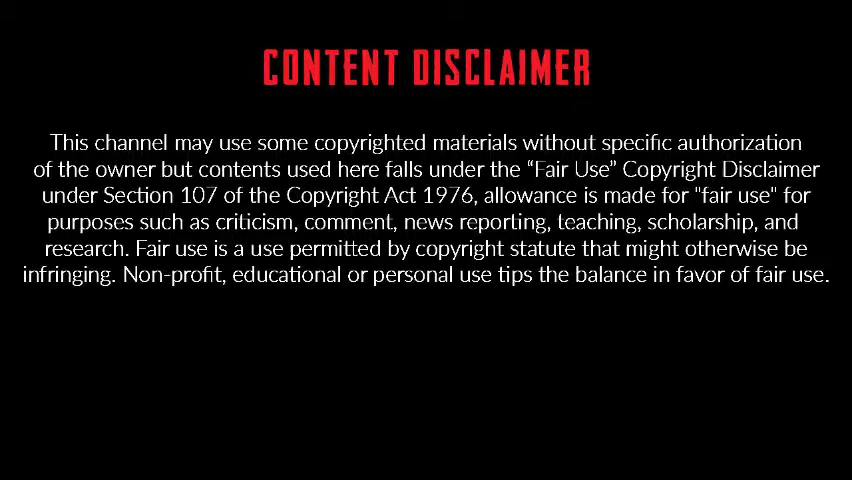 CONTENT DISCLAIMER
This channel may use some copyrighted materials without specific authorization
of the owner but contents used here falls under the “Fair Use” Copyright Disclaimer
under Section 107 of the Copyright Act 1976, allowance is made for "fair use" for
purposes such as criticism, comment, news reporting, teaching, scholarship, and
research. Fair use is a use permitted by copyright statute that might otherwise be
infringing. Non-profit, educational or personal use tips the balance in favor of fair use.